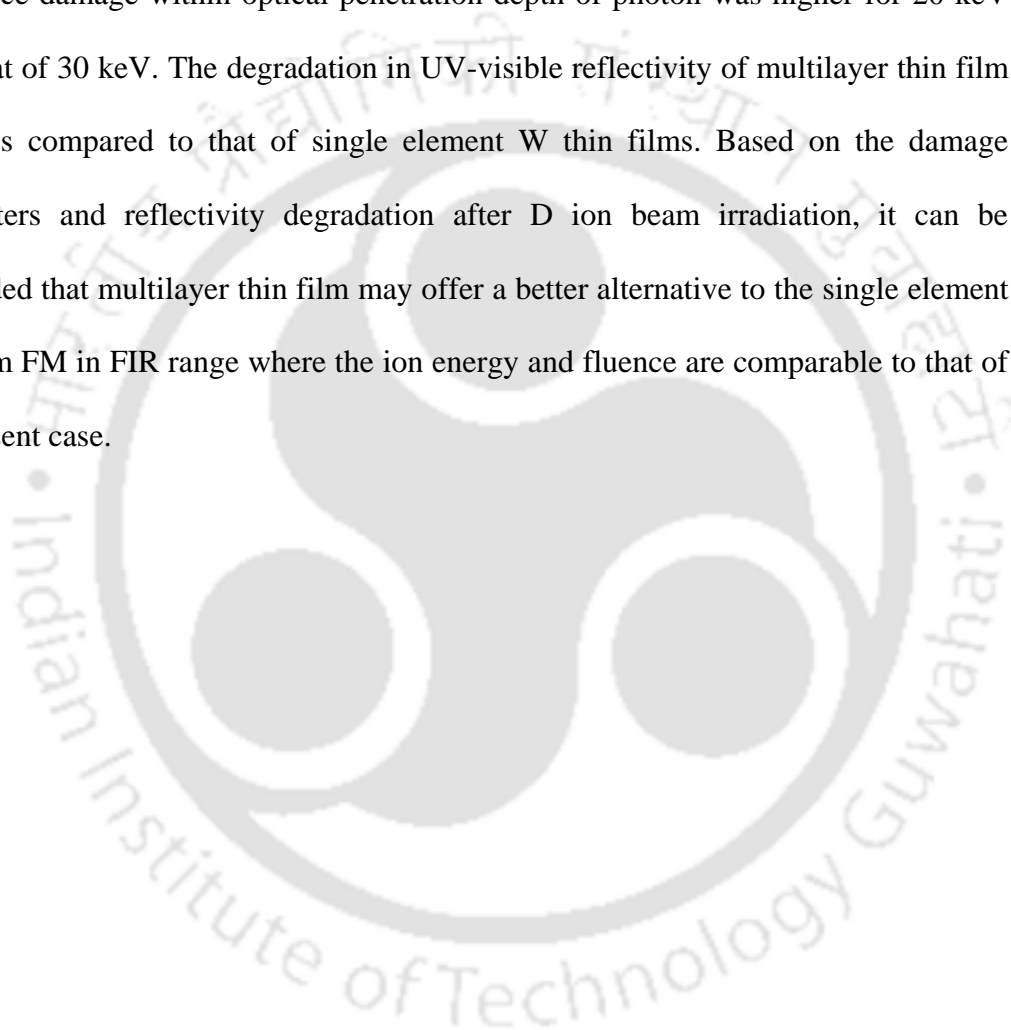 ce damage within optical penetration depth of photon was higher for 20 keV
at of 30 keV. The degradation in UV-visible reflectivity of multilayer thin film
s compared to that of single element W thin films. Based on the damage
ters and reflectivity degradation after D ion beam irradiation, it can be
ded that multilayer thin film may offer a better alternative to the single element
m FM in FIR range where the ion energy and fluence are comparable to that of
sent case.
Indian Institute of Technology Guwahati